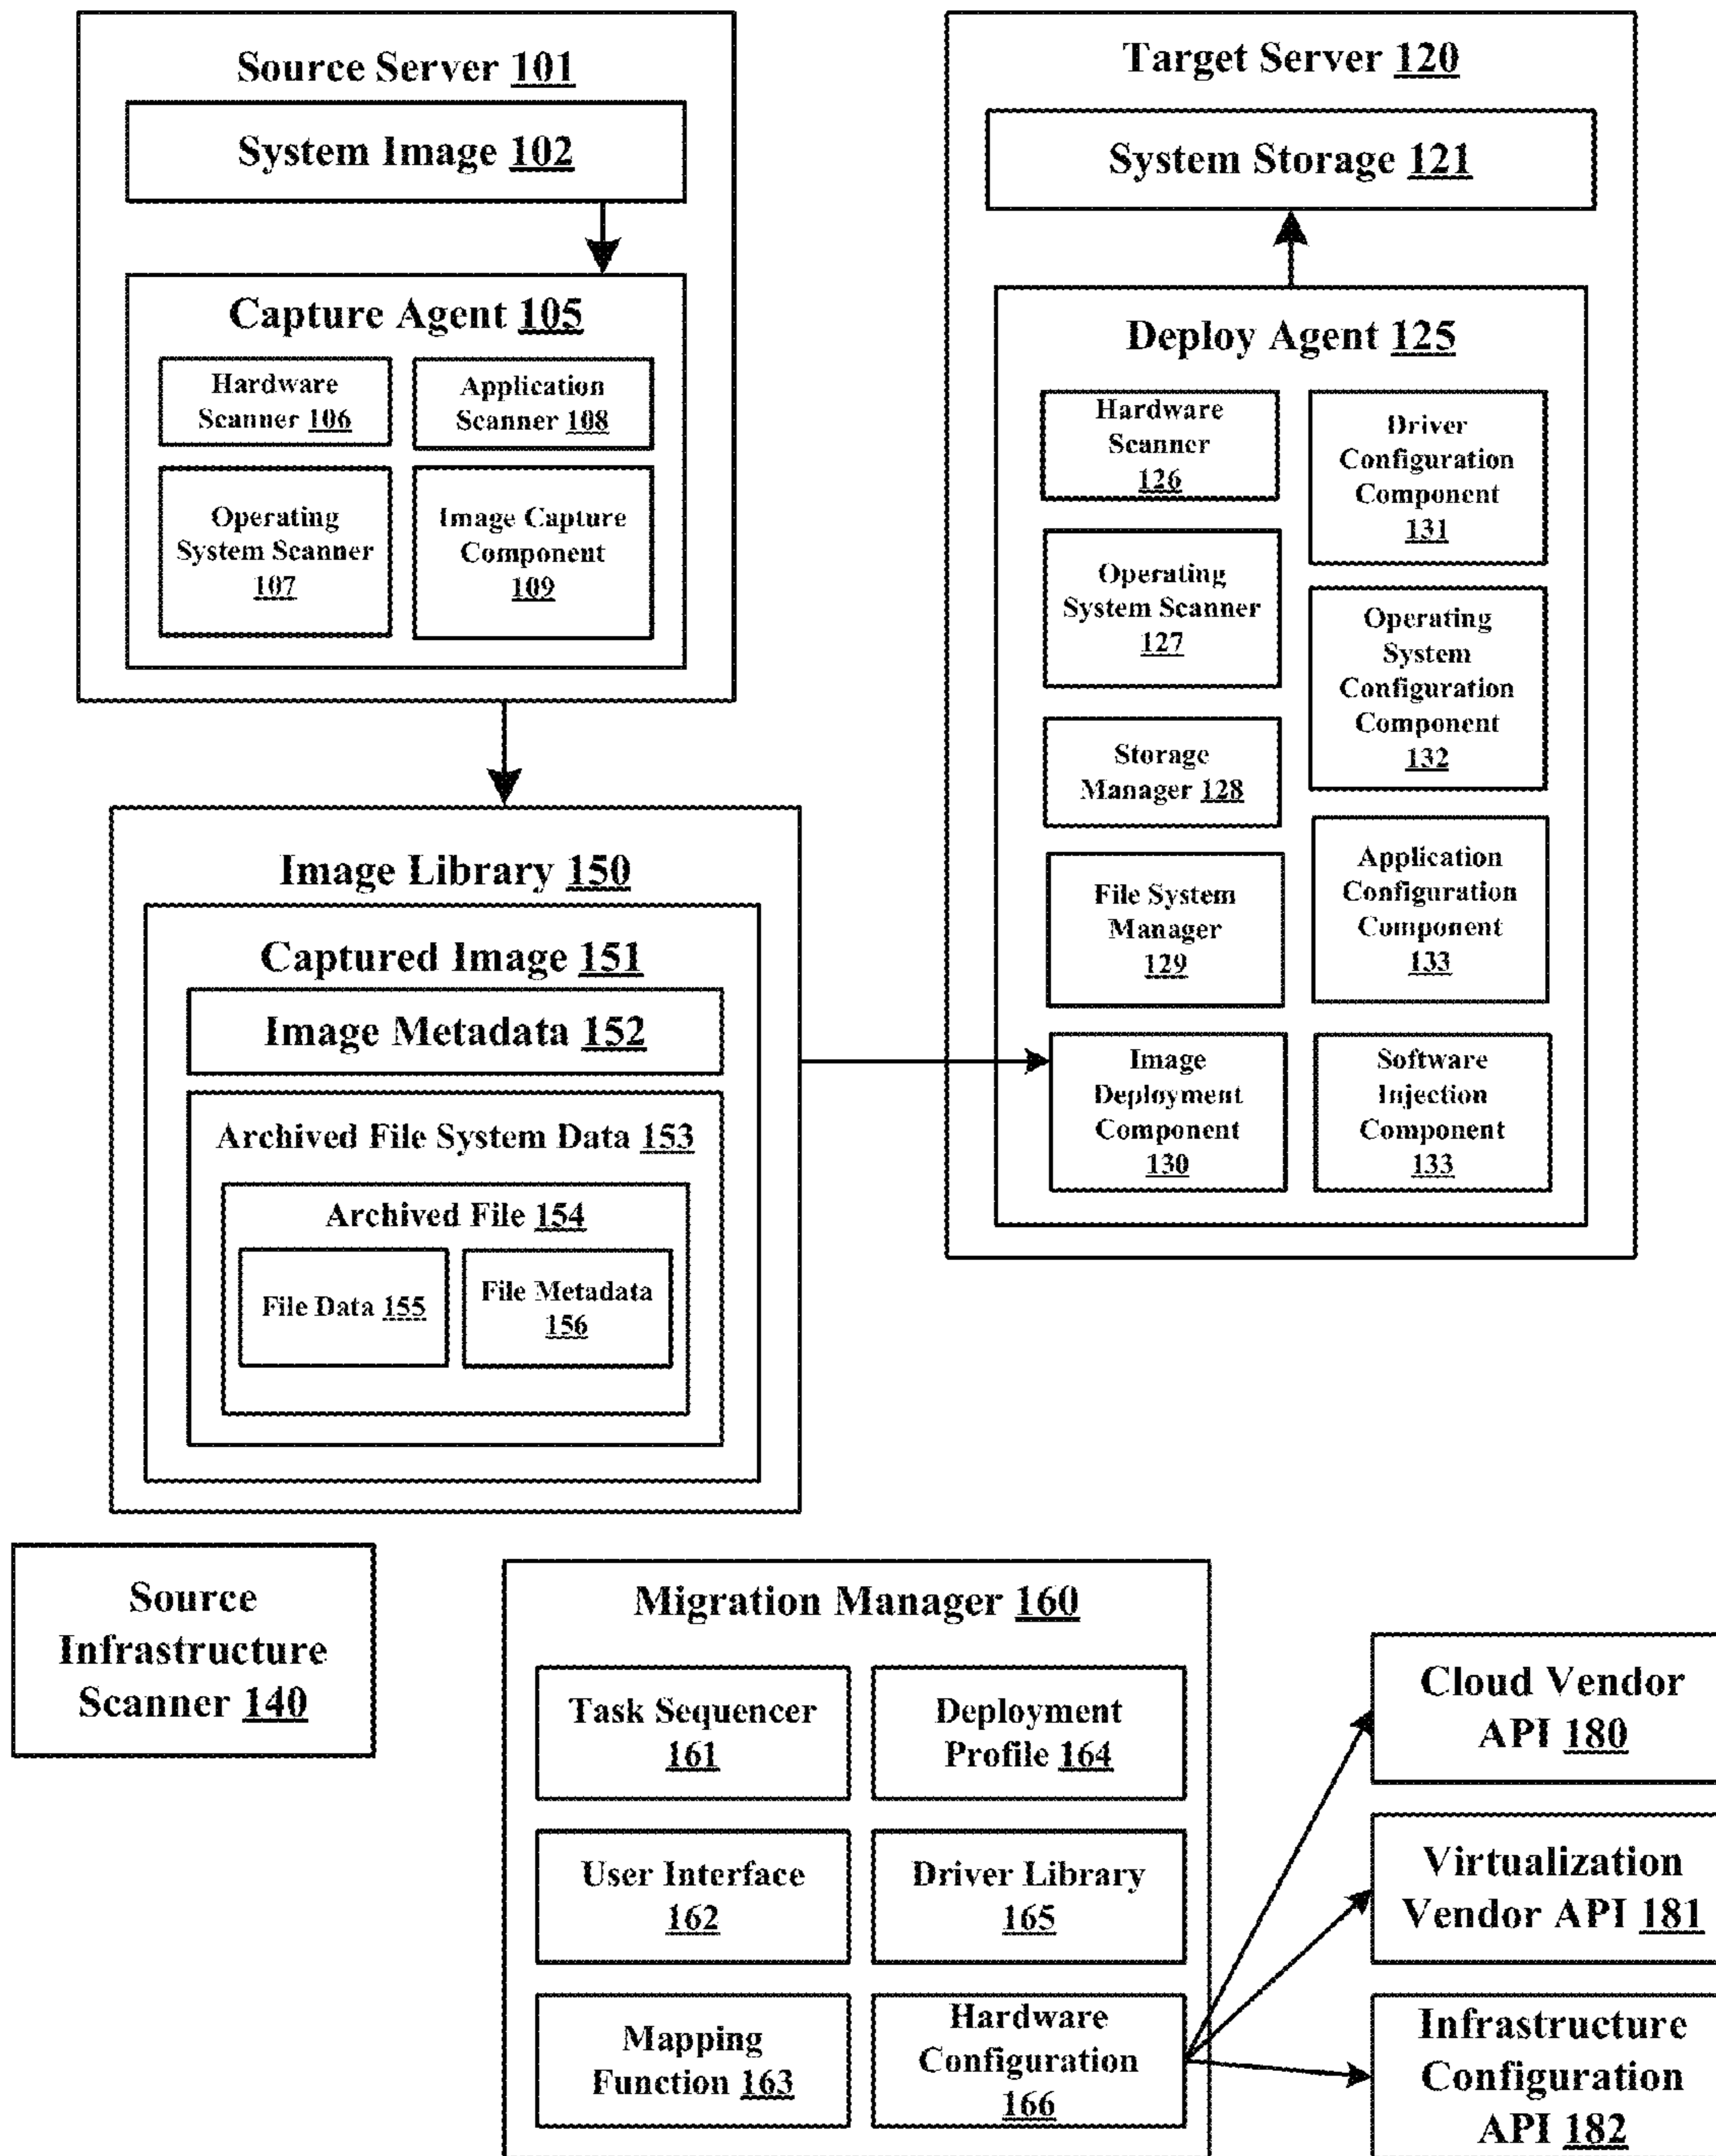 Source Server 101
System Image 102
Capture Agent 105
Hardware
Scanner 106
Application
Scanner 108
Operating
System Scanner
107
Image Capture
Component
109
Target Server 120
System Storage 121
Deploy Agent 125
Hardware
Scanner
126
Driver
Configuration
Component
131
Operating
System Scanner
127
Operating
System
Configuration
Component
132
Storage
Manager 128
Application
Configuration
Component
133
File System
Manager
129
Image
Deployment
Component
130
Software
Injection
Component
133
Image Library 150
Captured Image 151
Image Metadata 152
Archived File System Data 153
Archived File 154
File Data 155
File Metadata
156
Source
Infrastructure
Scanner 140
Migration Manager 160
Task Sequencer
161
Deployment
Profile 164
User Interface
162
Driver Library
165
Mapping
Function 163
Hardware
Configuration
166
Cloud Vendor
API 180
Virtualization
Vendor API 181
Infrastructure
Configuration
API 182